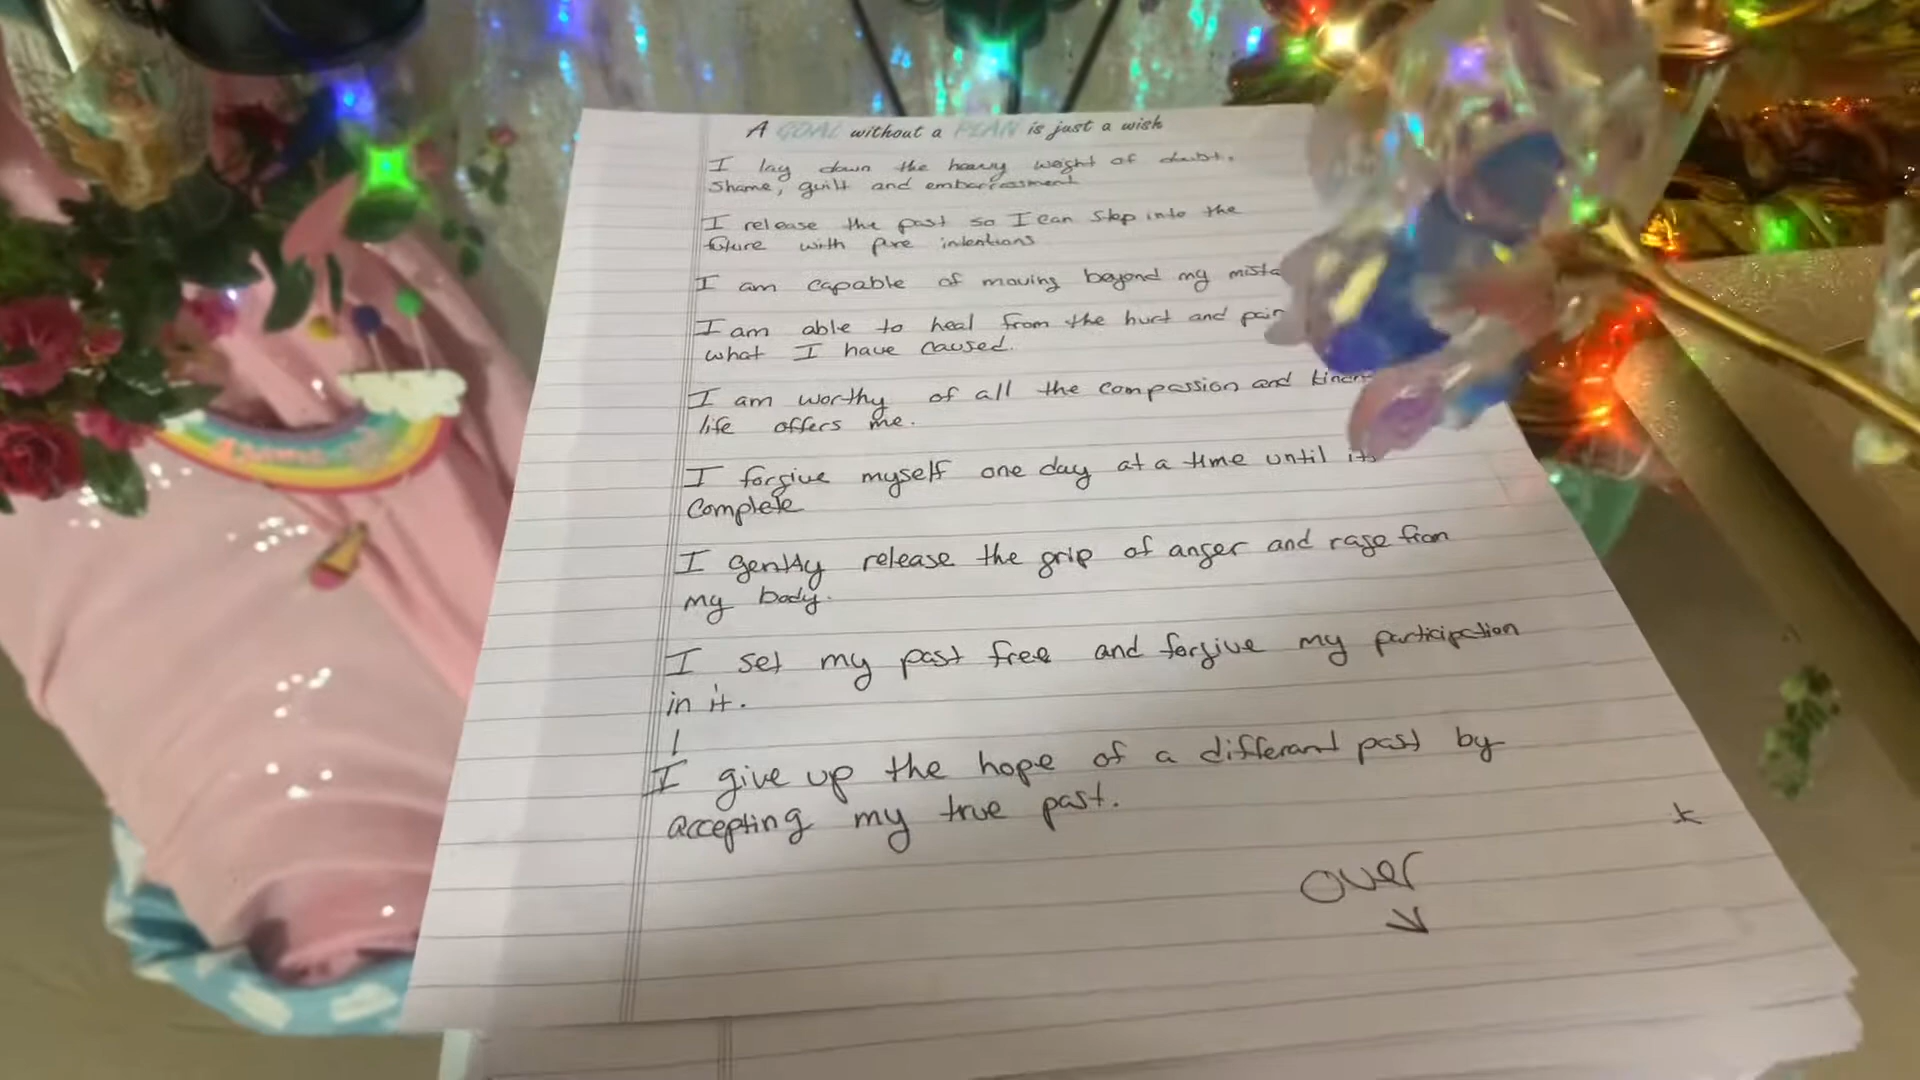 A GOAL without a PLAN is just a wish
I lay down the heavy weight of doubt.
Shame, guilt and embarrassment
I release the past so I can step into the
future with pure intentions
I am capable of moving beyond my mista
I am able to heal from the hurt and pain
what I have caused.
I am worthy of all the compassion and
life offers me.
I forgive myself one day at a time until its
Complete
I gently release the grip of anger and rage from
my body.
I set my past free and forgive my participation
in it.
I give up the hope of a different past by
accepting my true past.
Over